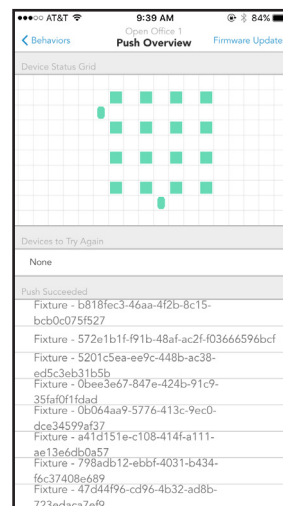 AT&T 9:39 AM 84%
Open Office 1
Behaviors Push Overview Firmware Update
Device Status Grid
Devices to Try Again
None
Push Succeeded
Fixture - b818fec3-46aa-4f2b-8c15-
bcb0c075f527
Fixture - 572e1b1f-f91b-48af-ac2f-f03666596bcf
Fixture - 5201c5ea-ee9c-448b-ac38-
ed5c3eb31b5b
Fixture - 0bee3e67-847e-424b-91c9-
35faf0f1fdad
Fixture - 0b064aa9-5776-413c-9ec0-
dce34599af37
Fixture - a41d151e-c108-414f-a111-
ae13e6db0a57
Fixture - 798adb12-ebbf-4031-b434-
f6c37408e689
Fixture - 47d44f96-cd96-4b32-ad8b-
723edaca7ef9